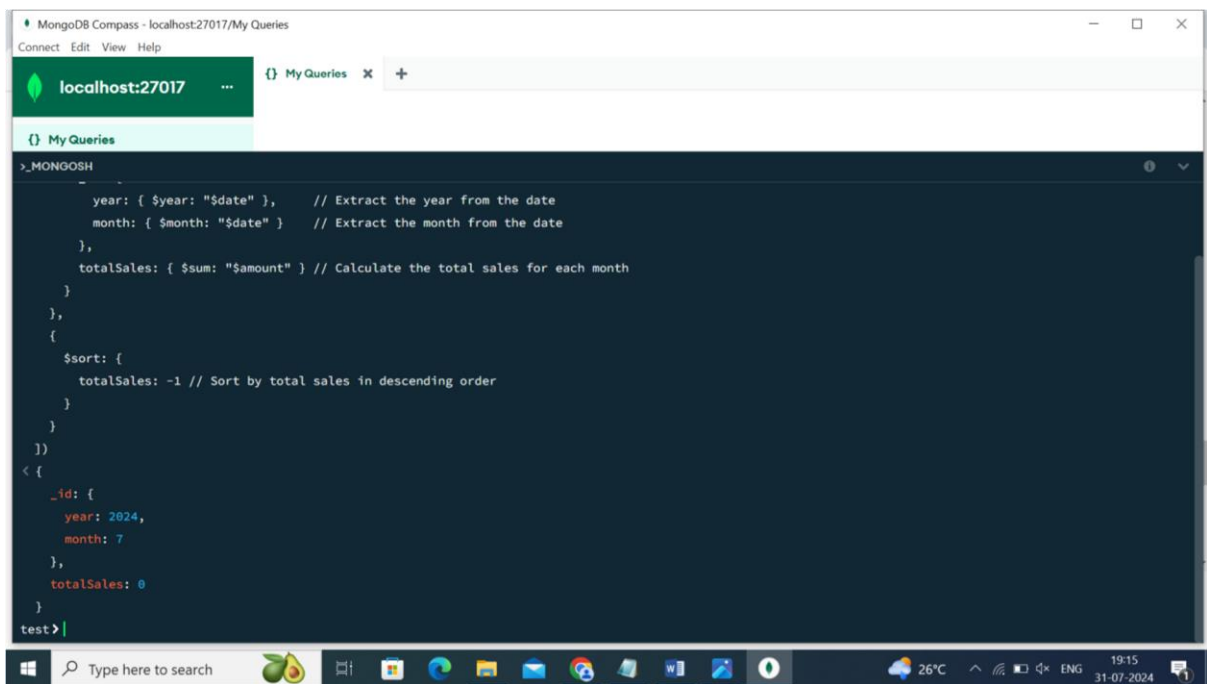 MongoDB Compass - localhost:27017/My Queries
Connect Edit View Help
localhost:27017 ...
{} My Queries X +
{} My Queries
>_MONGOSH
year: { $year: "$date" }, // Extract the year from the date
month: { $month: "$date" } // Extract the month from the date
},
totalSales: { $sum: "$amount" } // Calculate the total sales for each month
}
},
{
$sort: {
totalSales: -1 // Sort by total sales in descending order
}
}
])
< {
_id: {
year: 2024,
month: 7
},
totalSales: 0
}
test>
Type here to search
26°C
ENG
19:15
31-07-2024
1